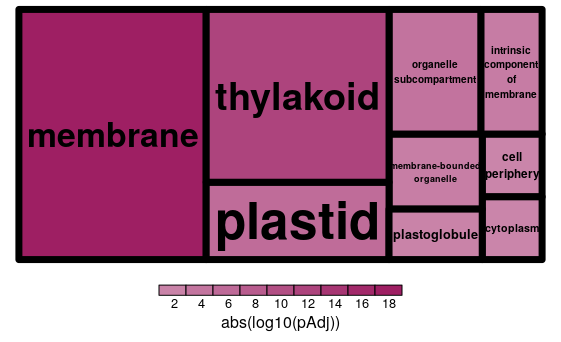 membrane
thylakoid
plastid
organelle
subcompartment
intrinsic
component
of
membrane
membrane-bounded
organelle
cell
periphery
plastoglobule
cytoplasm
2 4 6 8 10 12 14 16 18
abs(log10(pAdj))